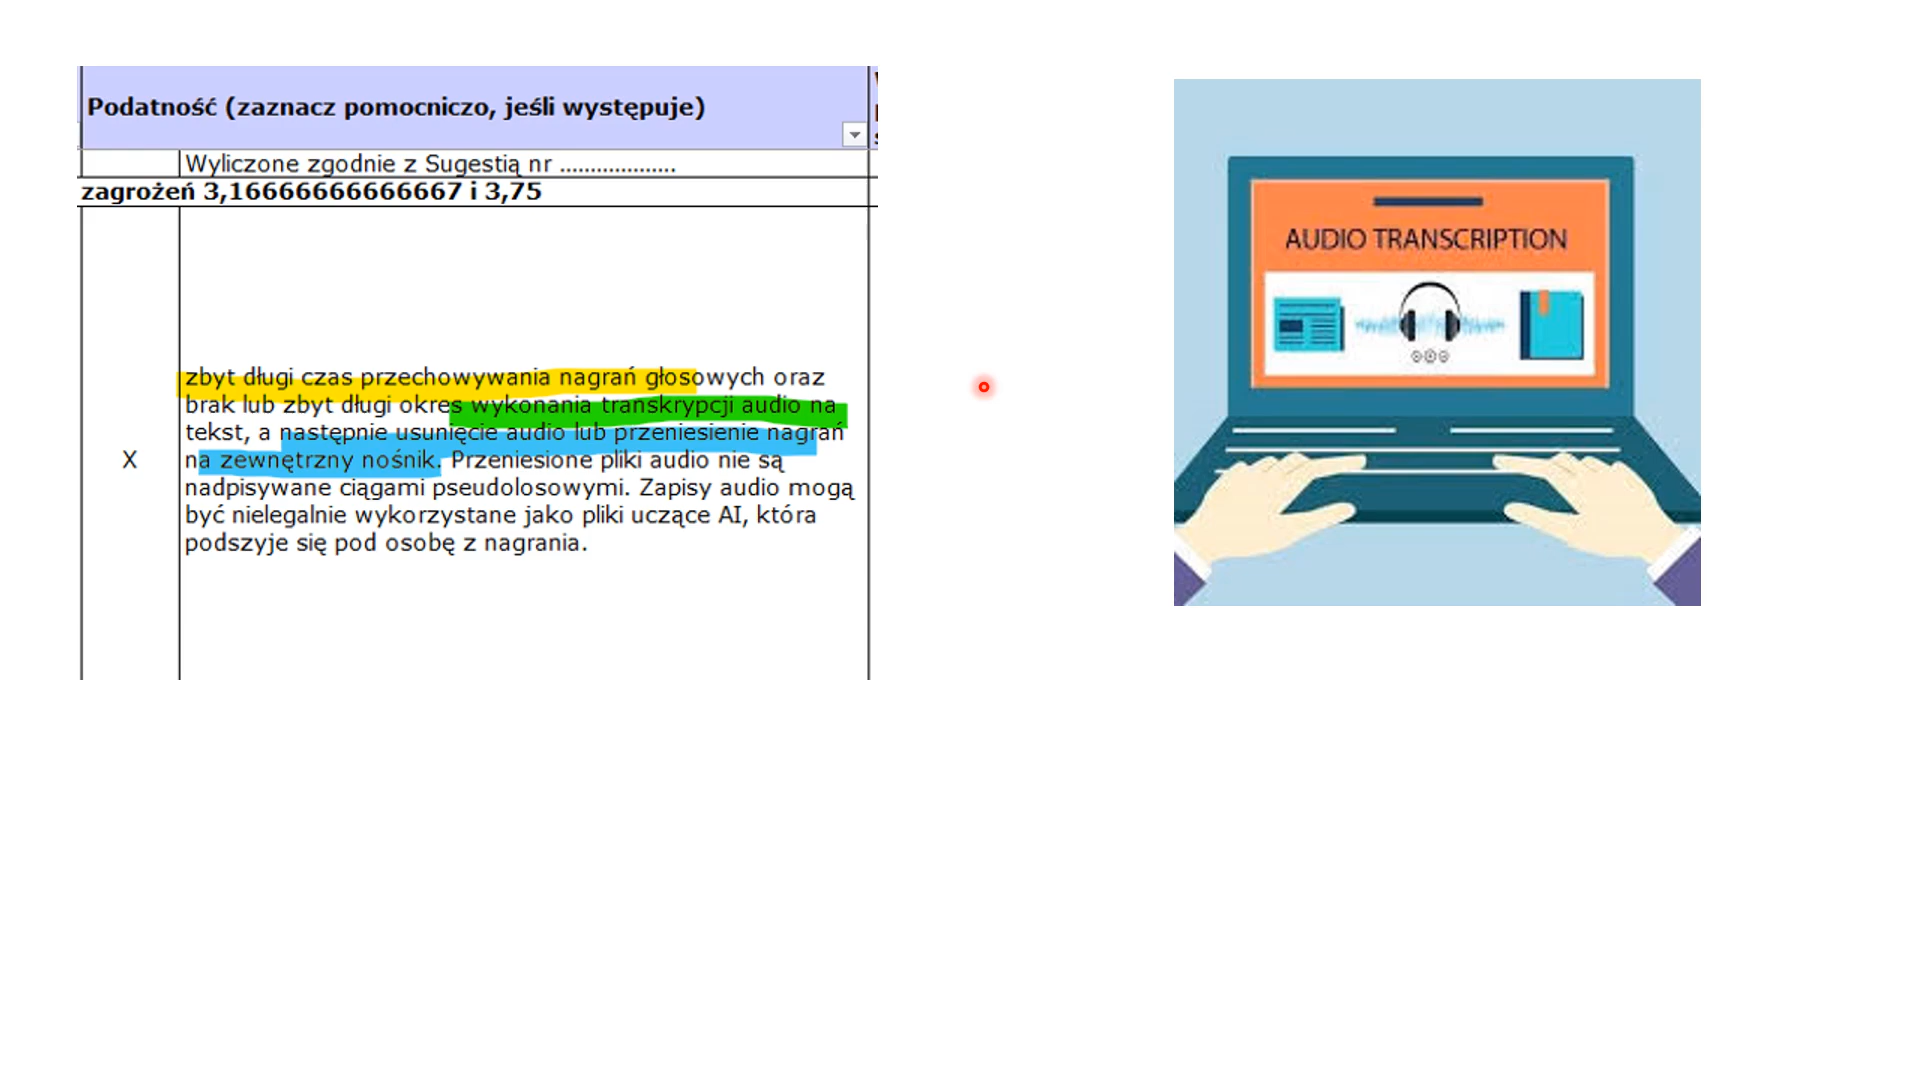 Podatność (zaznacz pomocniczo, jeśli występuje)
Wyliczone zgodnie z Sugestią nr ...................
zagrożeń 3,16666666666667 i 3,75
zbyt długi czas przechowywania nagrań głosowych oraz
brak lub zbyt długi okres wykonania transkrypcji audio na
tekst, a następnie usunięcie audio lub przeniesienie nagrań
X na zewnętrzny nośnik. Przeniesione pliki audio nie są
nadpisywane ciągami pseudolosowymi. Zapisy audio mogą
być nielegalnie wykorzystane jako pliki uczące AI, która
podszyje się pod osobę z nagrania.
AUDIO TRANSCRIPTION